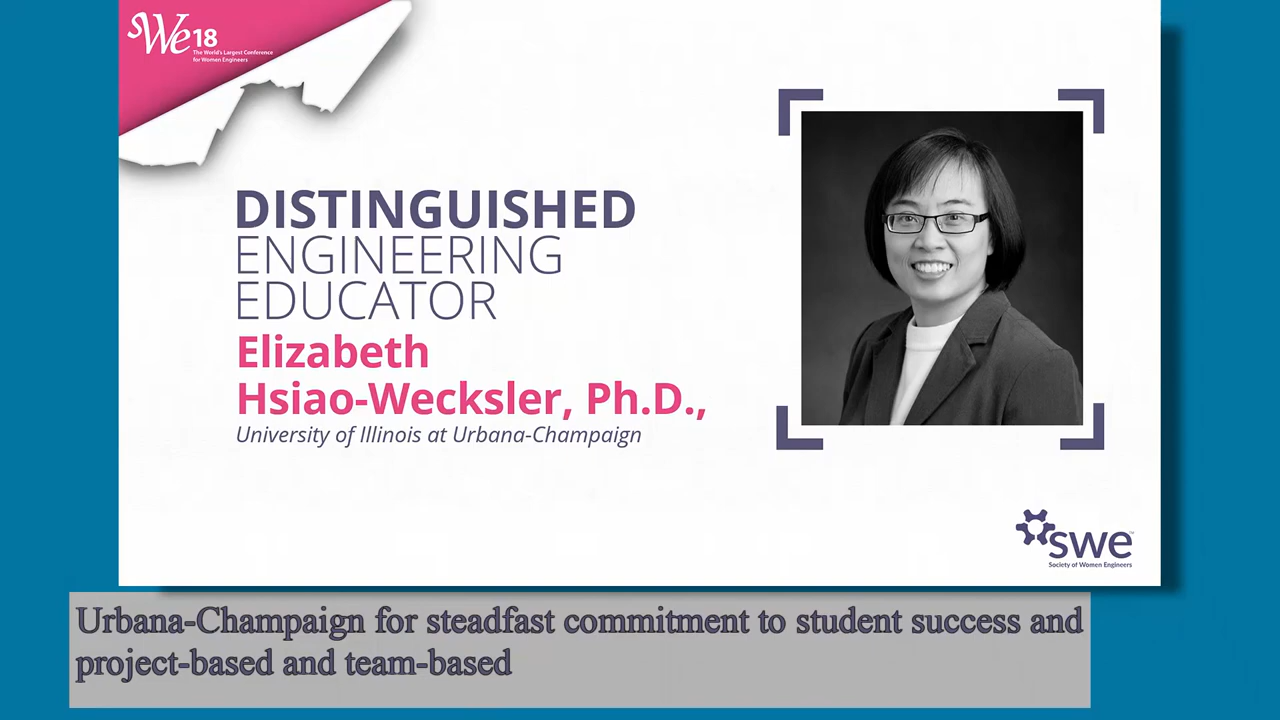 SWe18
The World's Largest Conference
for Women Engineers
DISTINGUISHED
ENGINEERING
EDUCATOR
Elizabeth
Hsiao-Wecksler, Ph.D.,
University of Illinois at Urbana-Champaign
swe™
Society of Women Engineers
Urbana-Champaign for steadfast commitment to student success and
project-based and team-based